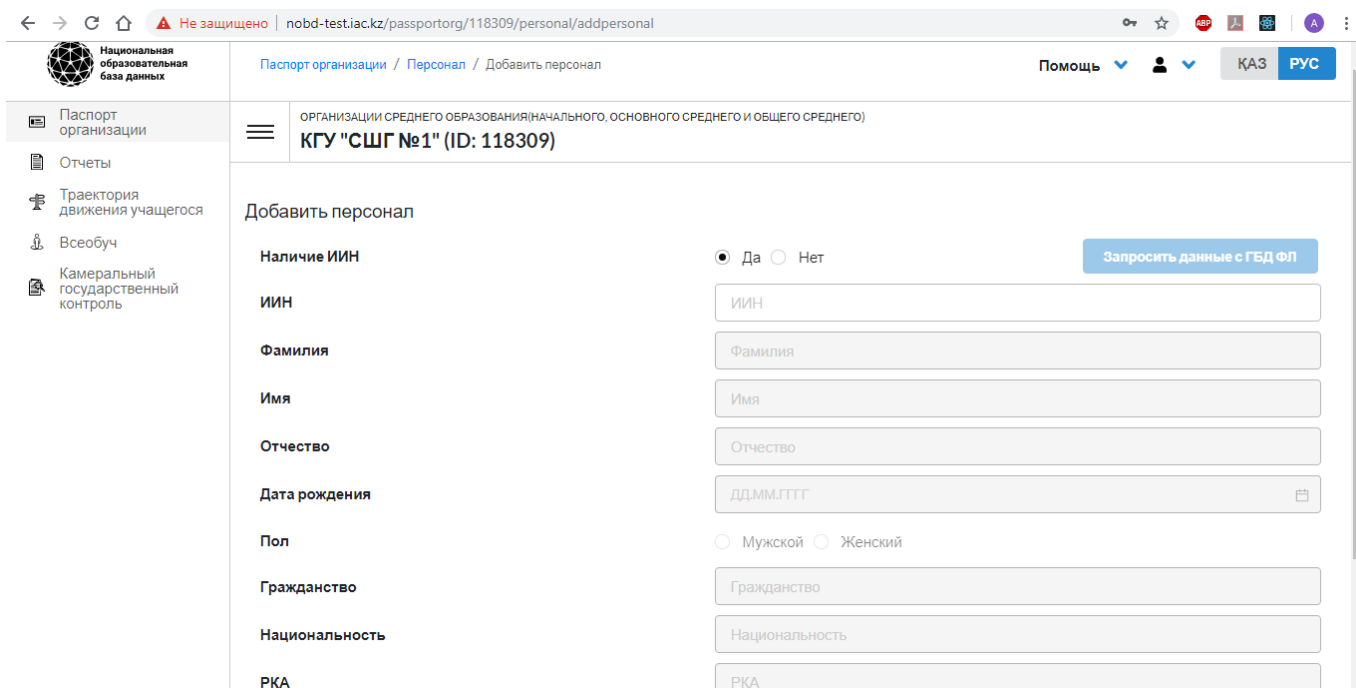 Не защищено | nobd-test.iac.kz/passportorg/118309/personal/addpersonal
ABP
A
Национальная
образовательная
база данных
Паспорт организации / Персонал / Добавить персонал
Помощь
ҚАЗ РУС
Паспорт
организации
Отчеты
Траектория
движения учащегося
Всеобуч
Камеральный
государственный
контроль
ОРГАНИЗАЦИИ СРЕДНЕГО ОБРАЗОВАНИЯ(НАЧАЛЬНОГО, ОСНОВНОГО СРЕДНЕГО И ОБЩЕГО СРЕДНЕГО)
КГУ "СШГ №1" (ID: 118309)
Добавить персонал
Наличие ИИН Да Нет Запросить данные с ГБД ФЛ
ИИН ИИН
Фамилия Фамилия
Имя Имя
Отчество Отчество
Дата рождения ДД.ММ.ГГГГ
Пол Мужской Женский
Гражданство Гражданство
Национальность Национальность
РКА РКА